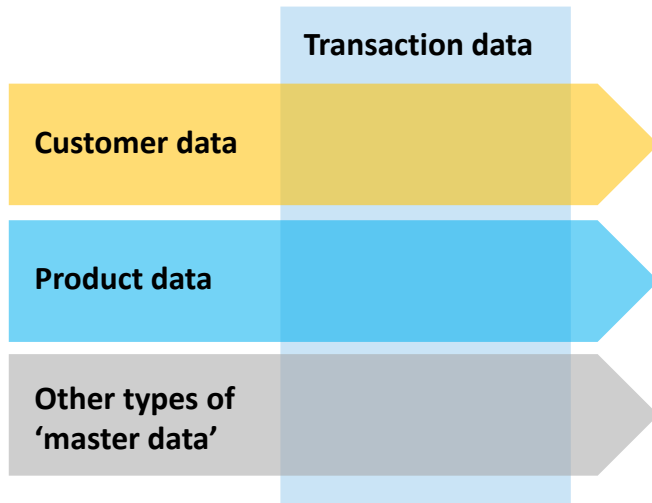 Transaction data
Customer data
Product data
Other types of
‘master data’